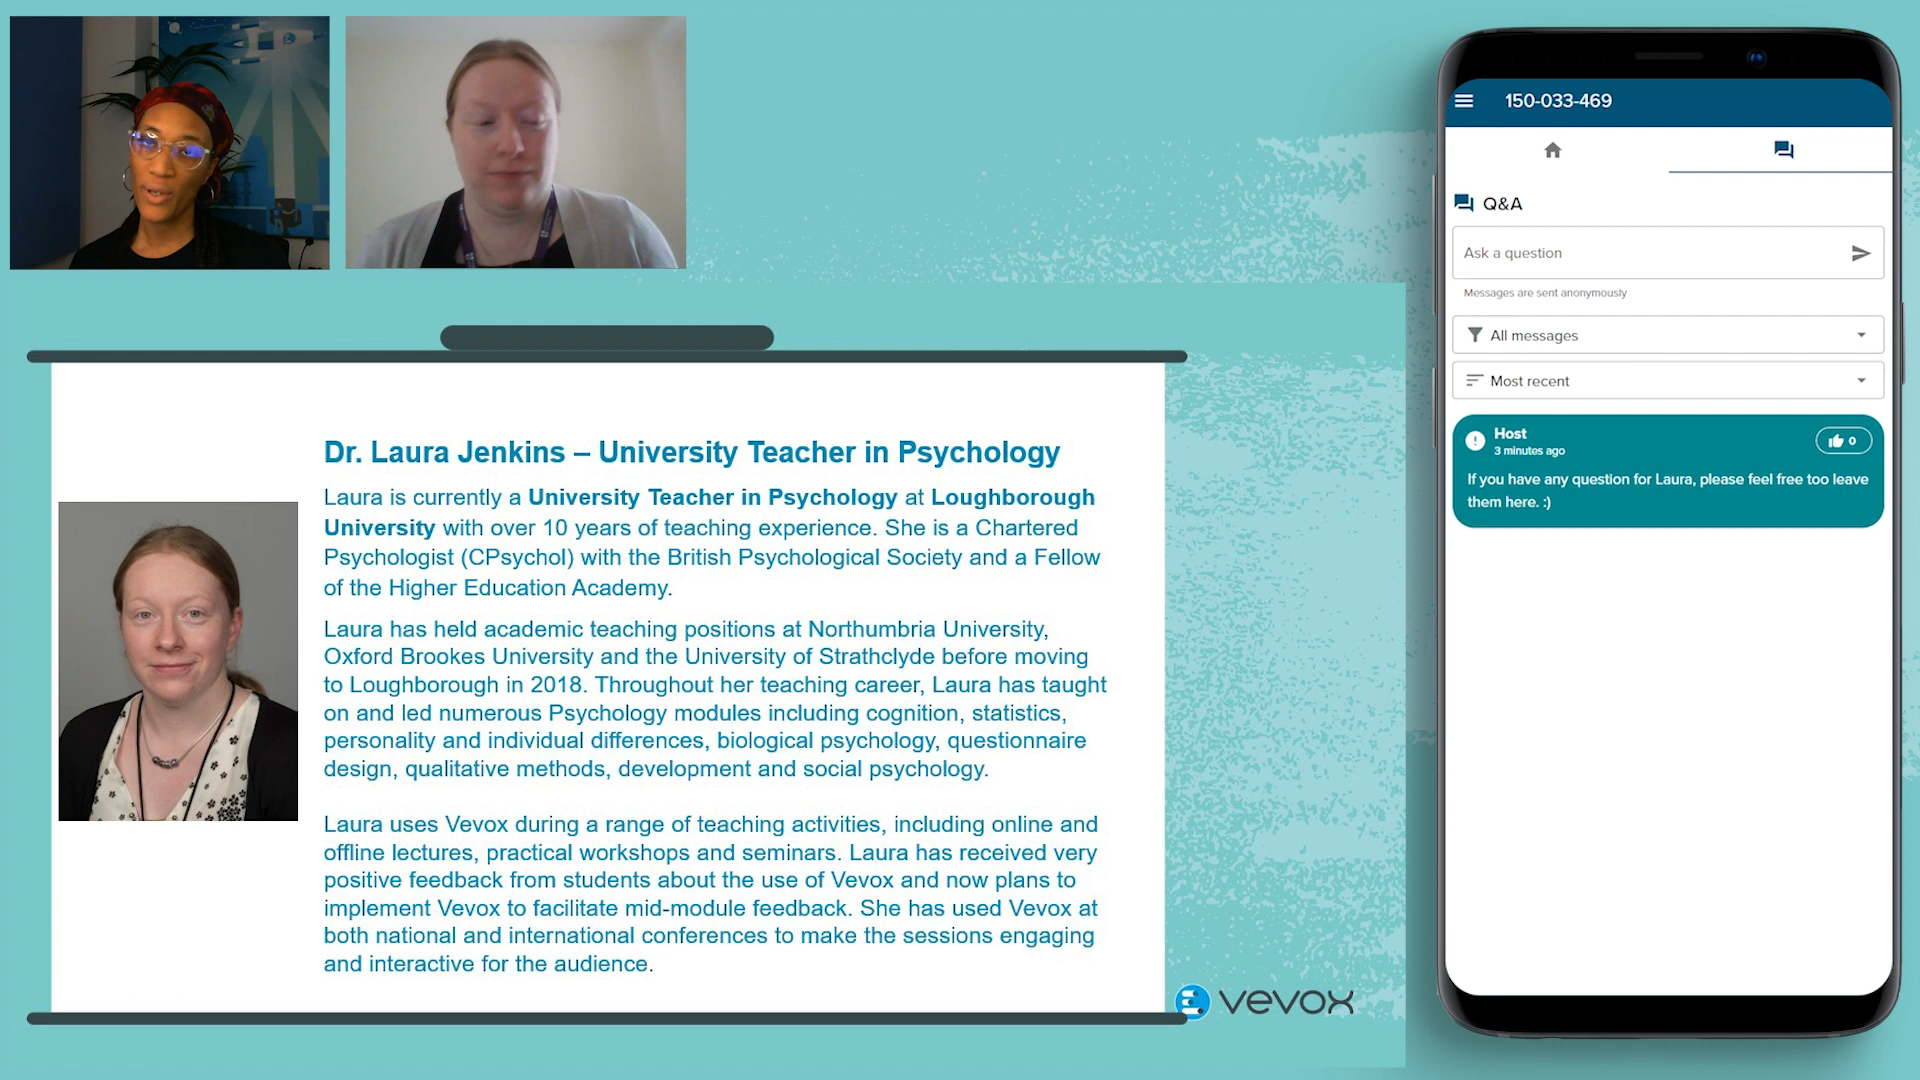 Dr. Laura Jenkins – University Teacher in Psychology
Laura is currently a University Teacher in Psychology at Loughborough
University with over 10 years of teaching experience. She is a Chartered
Psychologist (CPsychol) with the British Psychological Society and a Fellow
of the Higher Education Academy.
Laura has held academic teaching positions at Northumbria University,
Oxford Brookes University and the University of Strathclyde before moving
to Loughborough in 2018. Throughout her teaching career, Laura has taught
on and led numerous Psychology modules including cognition, statistics,
personality and individual differences, biological psychology, questionnaire
design, qualitative methods, development and social psychology.
Laura uses Vevox during a range of teaching activities, including online and
offline lectures, practical workshops and seminars. Laura has received very
positive feedback from students about the use of Vevox and now plans to
implement Vevox to facilitate mid-module feedback. She has used Vevox at
both national and international conferences to make the sessions engaging
and interactive for the audience.
vevox
150-033-469
Q&A
Ask a question
Messages are sent anonymously
All messages
Most recent
Host
3 minutes ago
0
If you have any question for Laura, please feel free too leave
them here. :)